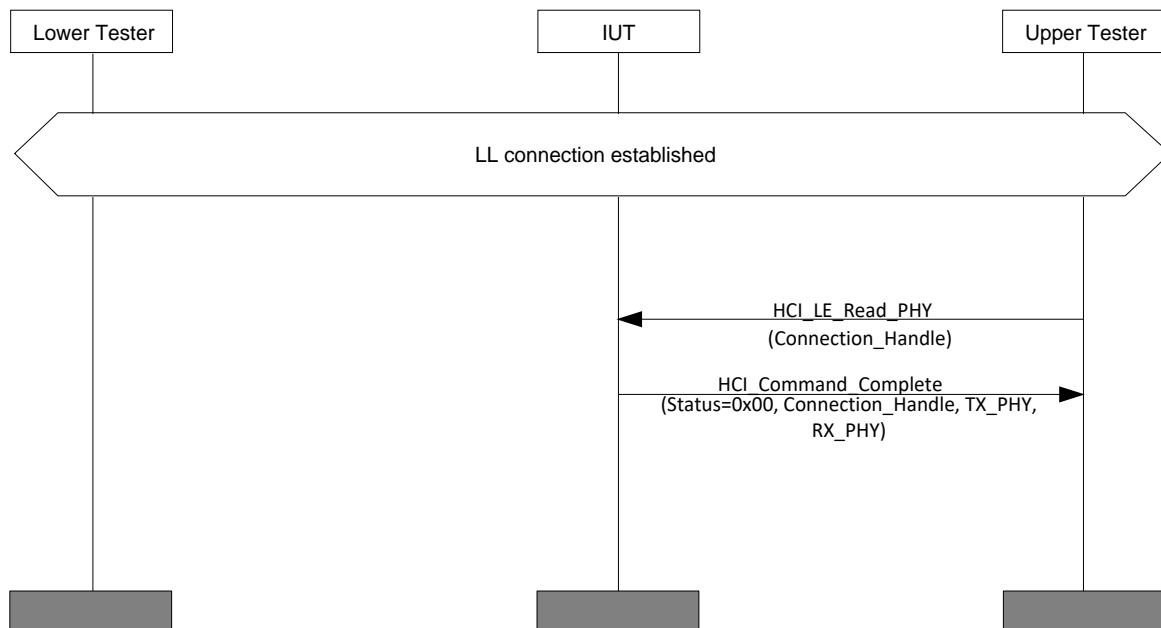 Lower Tester
IUT
Upper Tester
LL connection established
HCI_LE_Read_PHY
(Connection_Handle)
HCI_Command_Complete
(Status=0x00, Connection_Handle, TX_PHY,
RX_PHY)